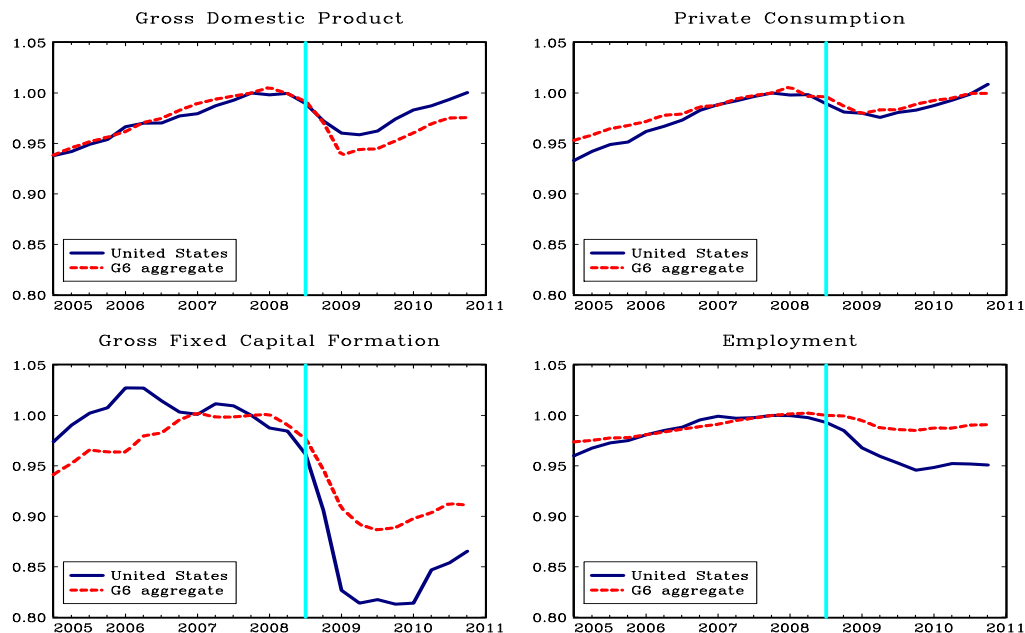 Gross Domestic Product
1.05
1.00
0.95
0.90
0.85
0.80
United States
G6 aggregate
2005 2006 2007 2008 2009 2010 2011
Private Consumption
1.05
1.00
0.95
0.90
0.85
0.80
United States
G6 aggregate
2005 2006 2007 2008 2009 2010 2011
Gross Fixed Capital Formation
1.05
1.00
0.95
0.90
0.85
0.80
United States
G6 aggregate
2005 2006 2007 2008 2009 2010 2011
Employment
1.05
1.00
0.95
0.90
0.85
0.80
United States
G6 aggregate
2005 2006 2007 2008 2009 2010 2011